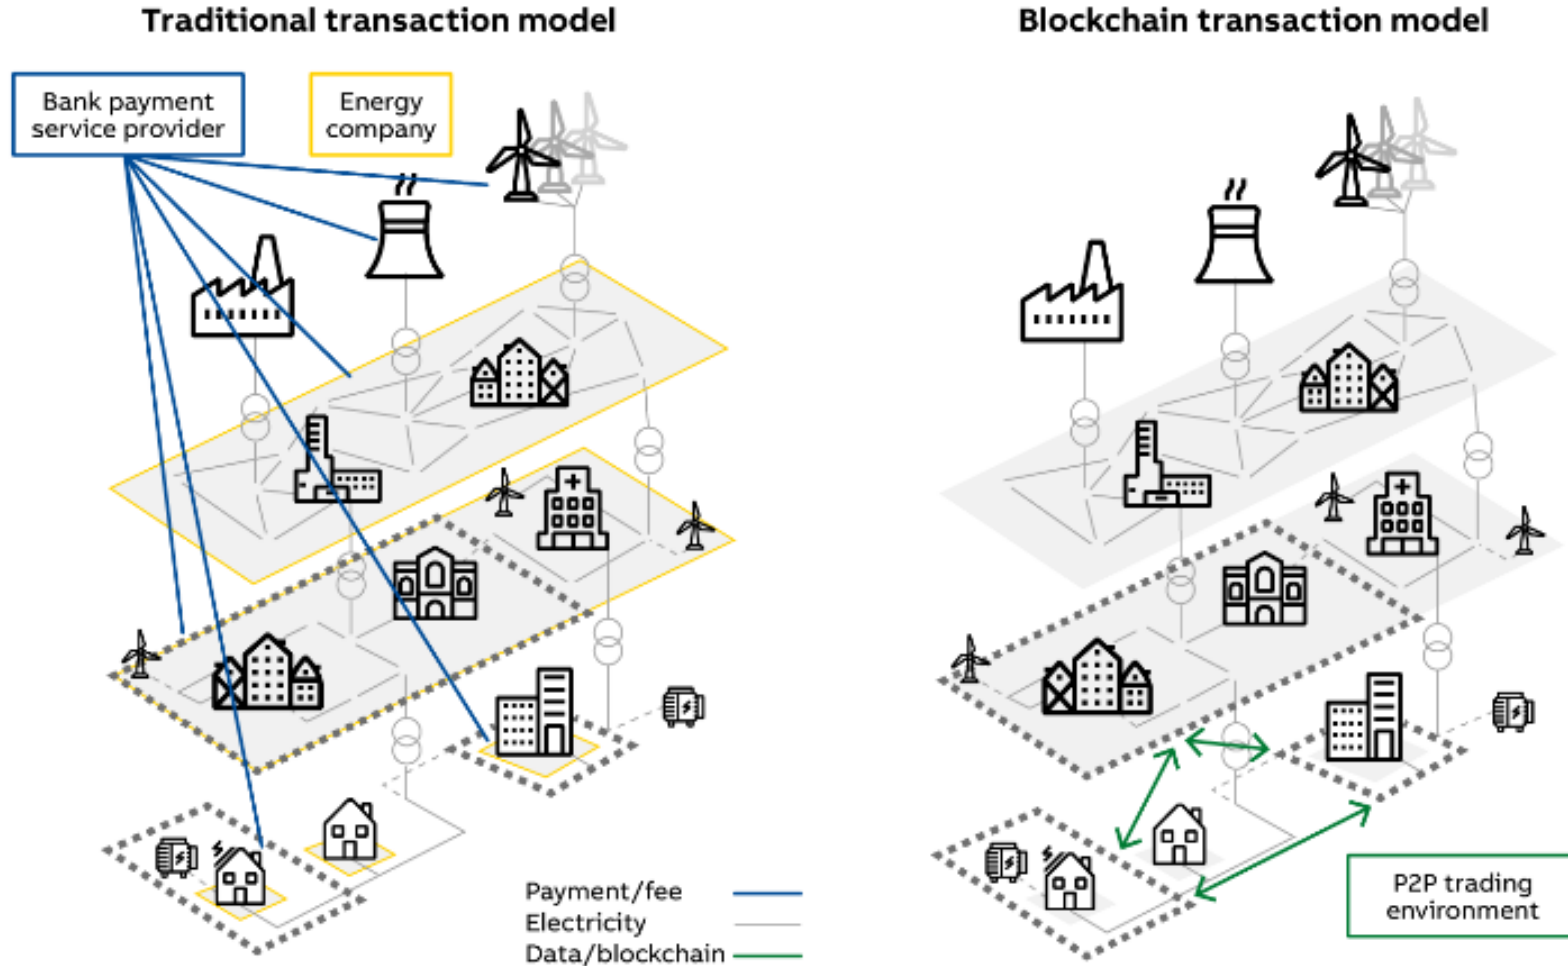 Traditional transaction model
Blockchain transaction model
Bank payment
service provider
Energy
company
Payment/fee
Electricity
Data/blockchain
P2P trading
environment